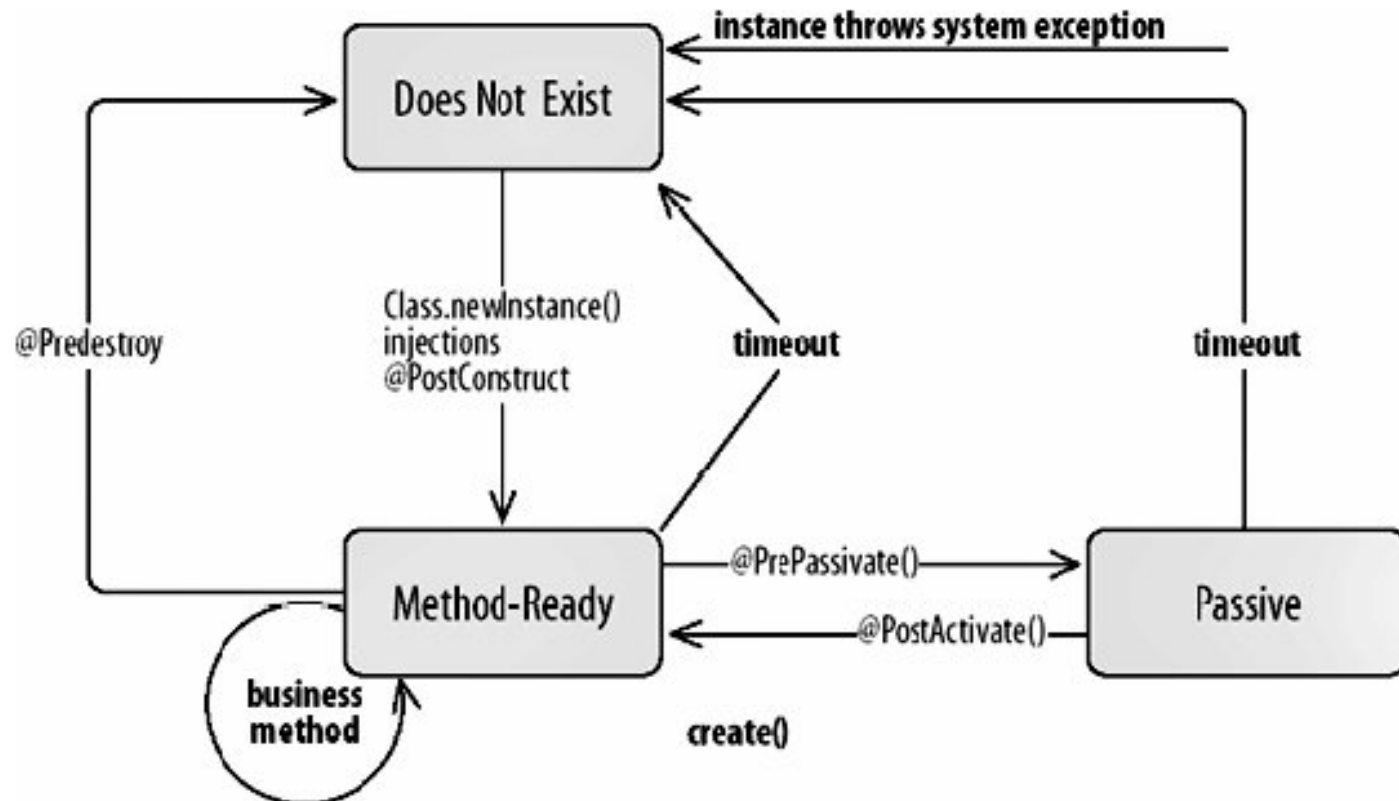 instance throws system exception
Does Not Exist
Class.newInstance()
injections
@PostConstruct
@Predestroy
timeout
timeout
@PrePassivate()
Method-Ready
Passive
@PostActivate()
business
method
create()